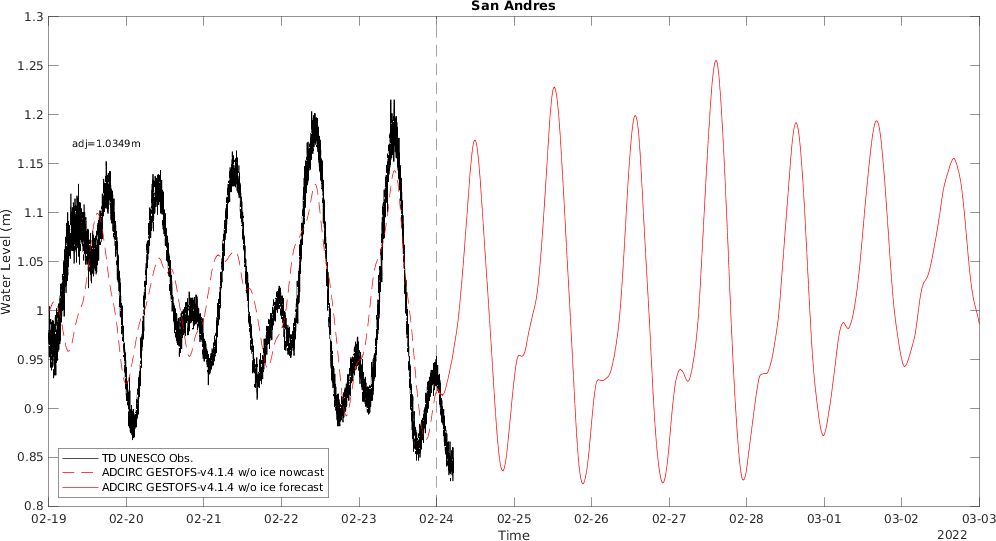 San Andres
1.3
1.25
1.2
1.15
1.1
1.05
1
0.95
0.9
0.85
0.8
Water Level (m)
adj=1.0349m
TD UNESCO Obs.
ADCIRC GESTOFS-v4.1.4 w/o ice nowcast
ADCIRC GESTOFS-v4.1.4 w/o ice forecast
02-19 02-20 02-21 02-22 02-23 02-24 02-25 02-26 02-27 02-28 03-01 03-02 03-03
Time
2022